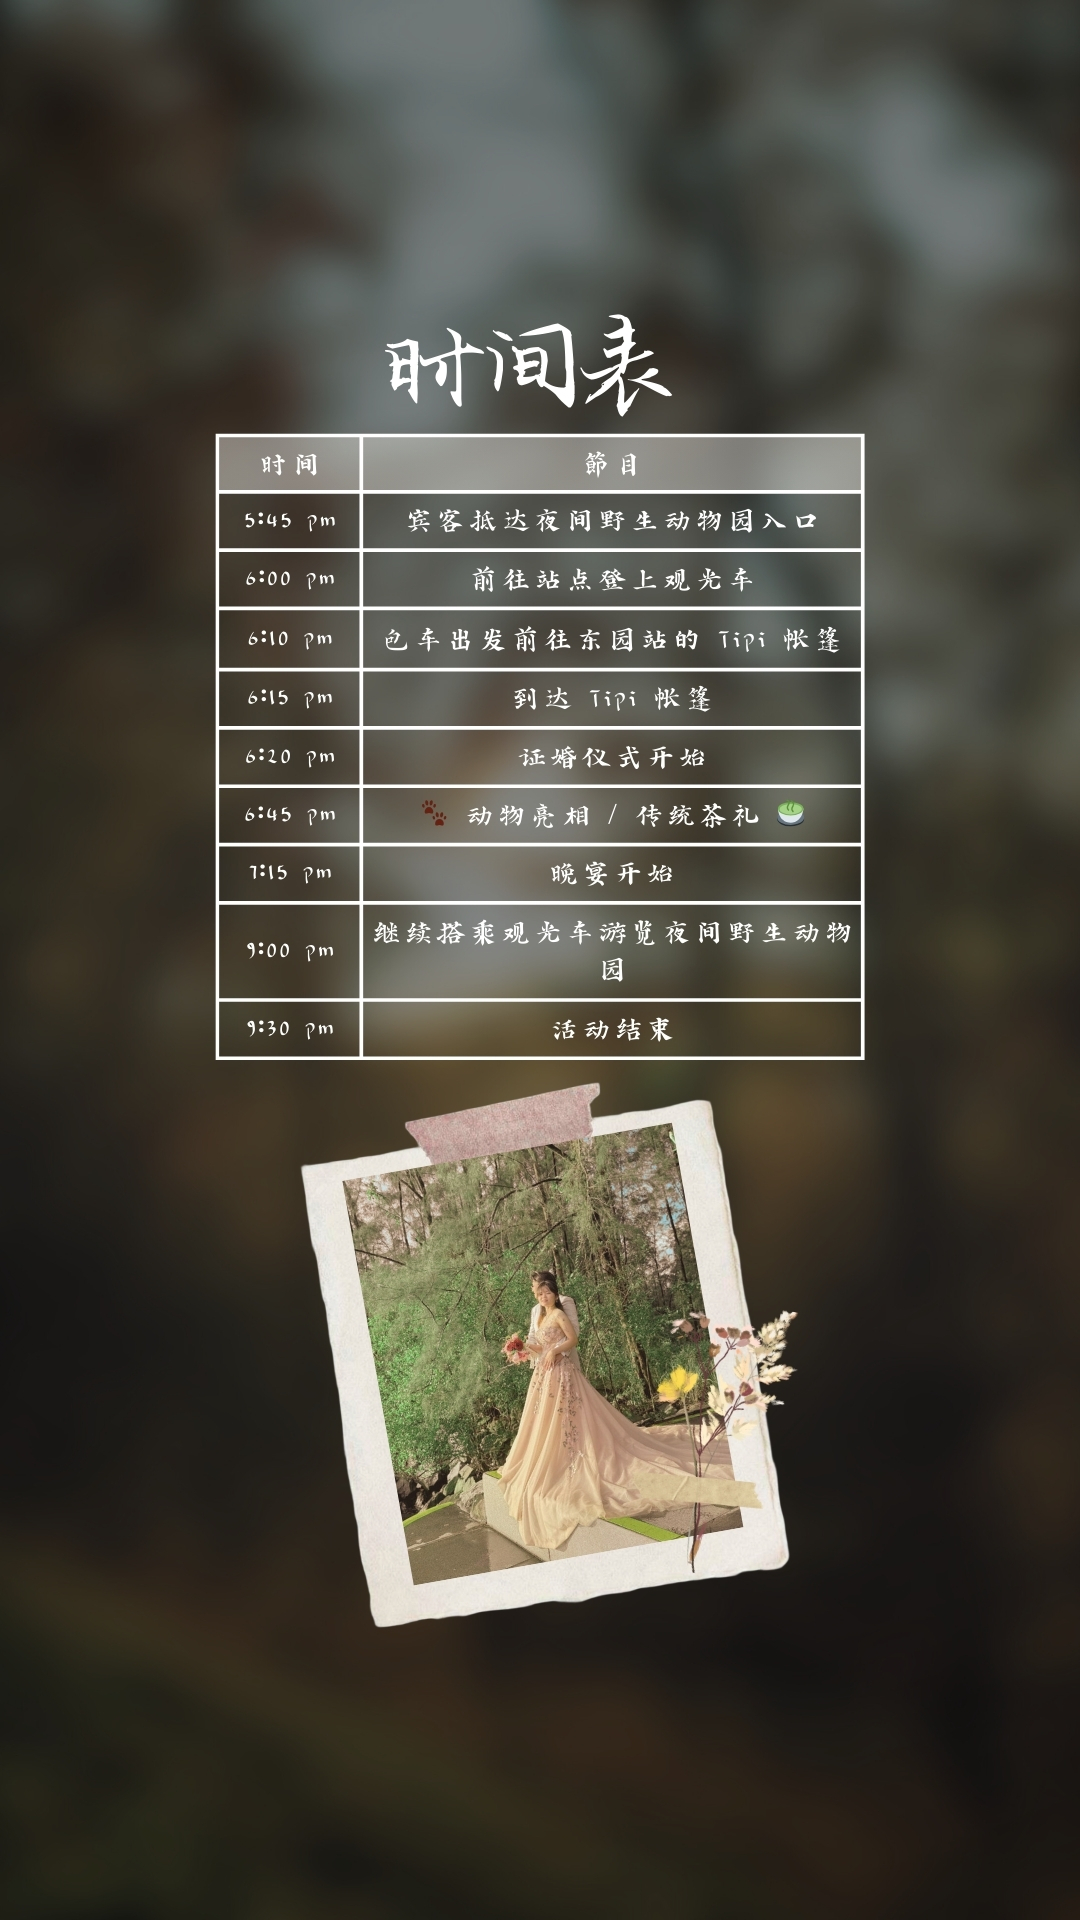 时间表
时间 節目
5:45 pm 宾客抵达夜间野生动物园入口
6:00 pm 前往站点登上观光车
6:10 pm 包车出发前往东园站的 Tipi 帐篷
6:15 pm 到达 Tipi 帐篷
6:20 pm 证婚仪式开始
6:45 pm 🐾 动物亮相 / 传统茶礼 🍵
7:15 pm 晚宴开始
9:00 pm 继续搭乘观光车游览夜间野生动物
园
9:30 pm 活动结束